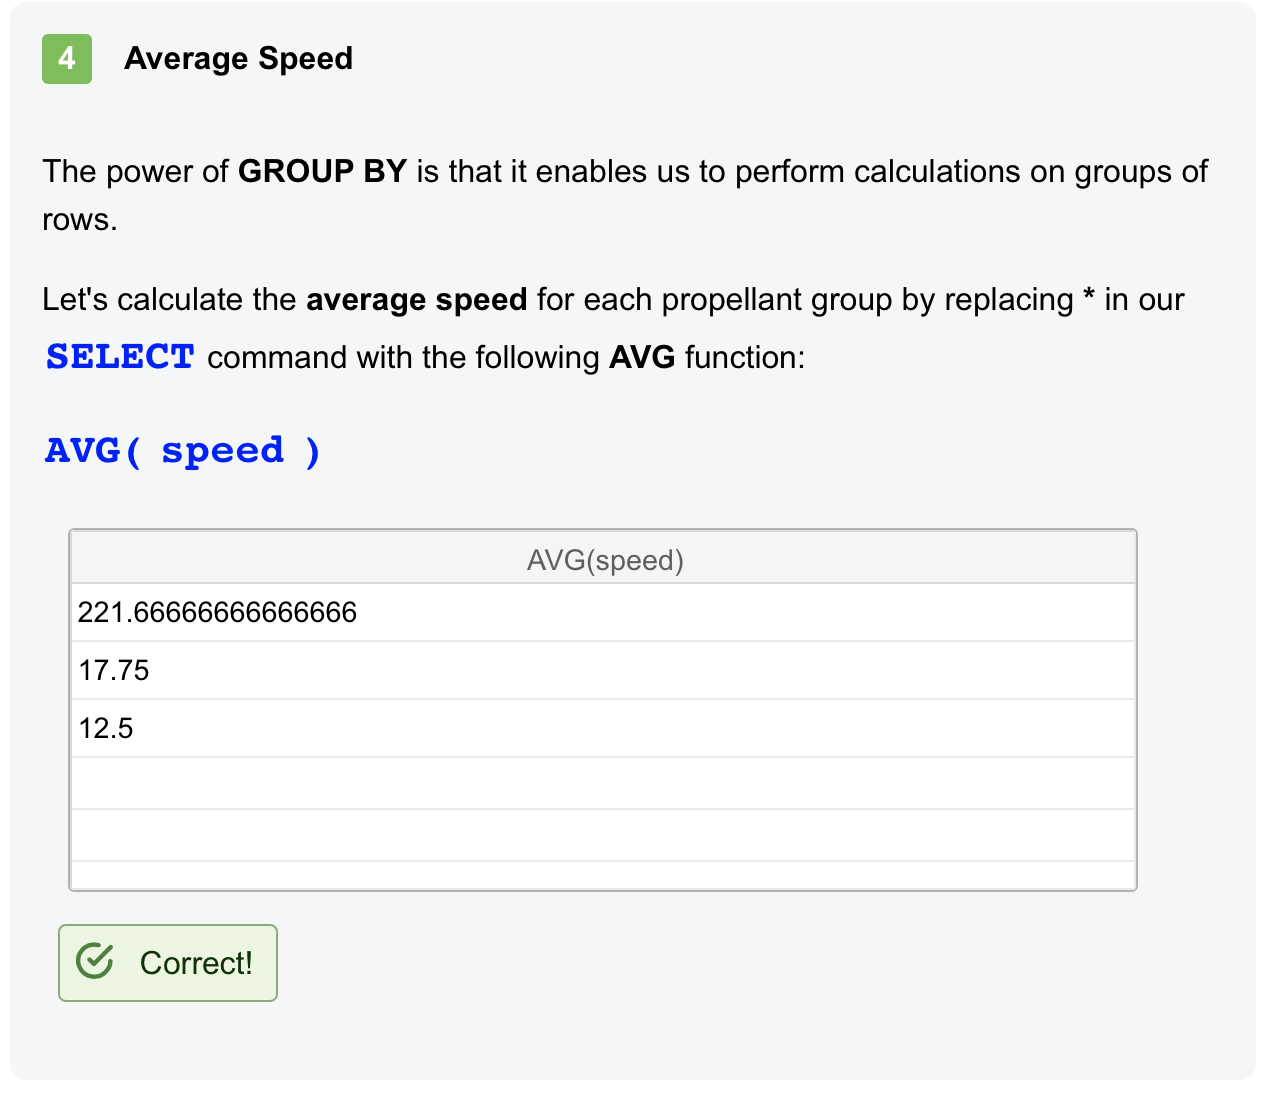 4 Average Speed
The power of GROUP BY is that it enables us to perform calculations on groups of
rows.
Let's calculate the average speed for each propellant group by replacing * in our
SELECT command with the following AVG function:
AVG( speed )
AVG(speed)
221.66666666666666
17.75
12.5
Correct!